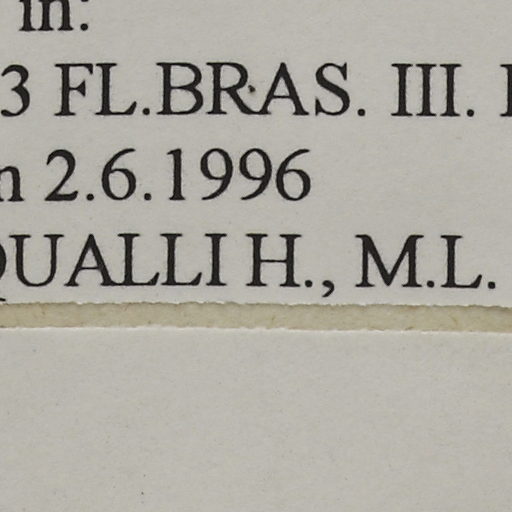 in:
3 FL.BRAS. III.
n 2.6.1996
QUALLI H., M.L.